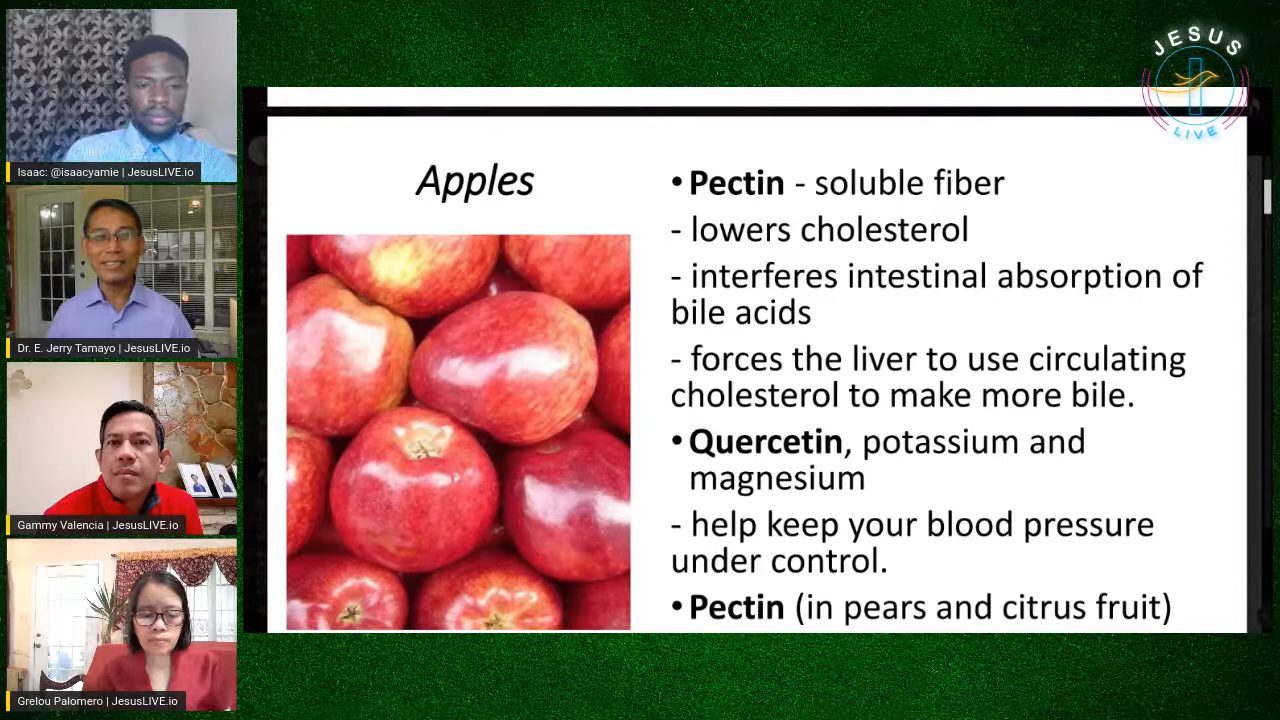 JESUS
LIVE
Isaac: @isaacyamie | JesusLIVE.io
Dr. E. Jerry Tamayo | JesusLIVE.io
Gammy Valencia | JesusLIVE.io
Grelou Palomero | JesusLIVE.io
Apples
• Pectin - soluble fiber
- lowers cholesterol
- interferes intestinal absorption of
bile acids
- forces the liver to use circulating
cholesterol to make more bile.
• Quercetin, potassium and
magnesium
- help keep your blood pressure
under control.
• Pectin (in pears and citrus fruit)